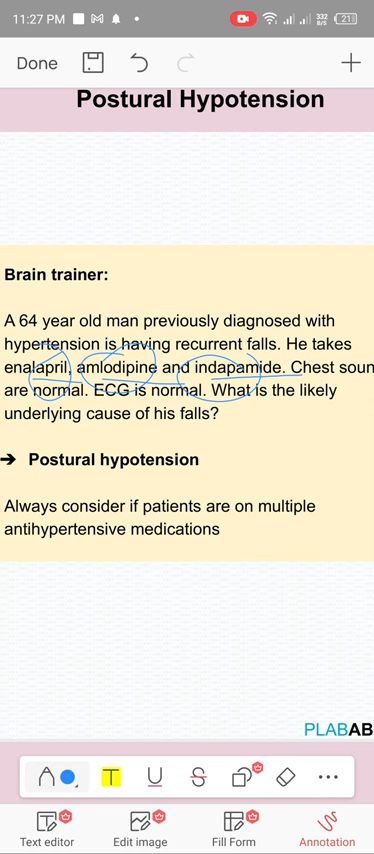 11:27 PM
332
B/S
21
Done
Postural Hypotension
Brain trainer:
A 64 year old man previously diagnosed with
hypertension is having recurrent falls. He takes
enalapril, amlodipine and indapamide. Chest soun
are normal. ECG is normal. What is the likely
underlying cause of his falls?
➔ Postural hypotension
Always consider if patients are on multiple
antihypertensive medications
PLABAB
T U S
Text editor Edit image Fill Form Annotation